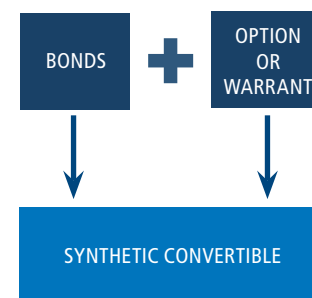 BONDS
OPTION
OR
WARRANT
SYNTHETIC CONVERTIBLE